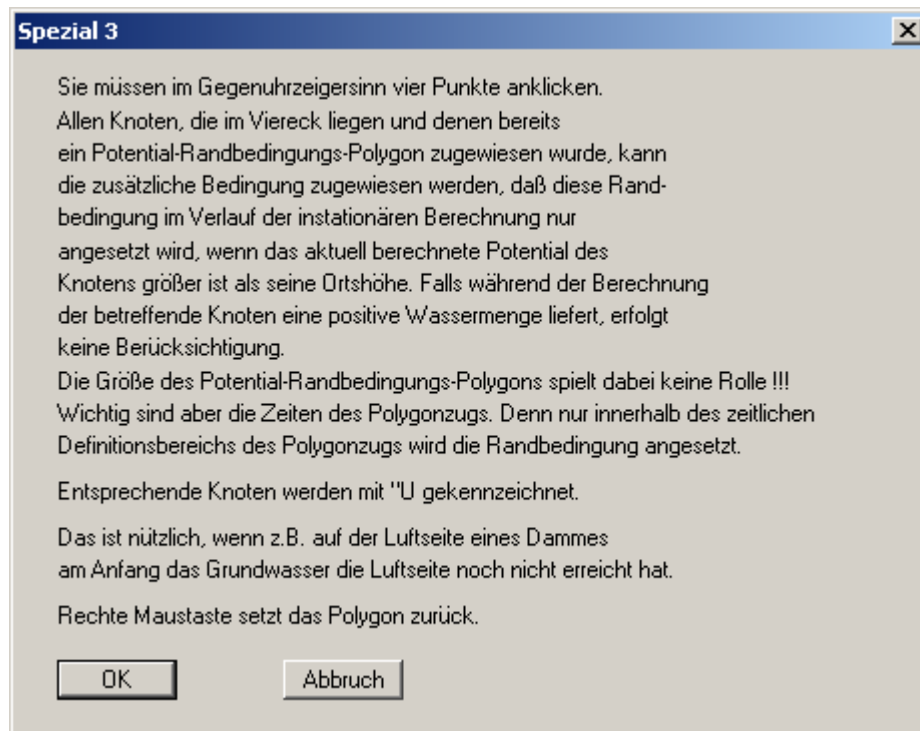 Spezial 3
Sie müssen im Gegenuhrzeigersinn vier Punkte anklicken.
Allen Knoten, die im Viereck liegen und denen bereits
ein Potential-Randbedingungs-Polygon zugewiesen wurde, kann
die zusätzliche Bedingung zugewiesen werden, daß diese Rand-
bedingung im Verlauf der instationären Berechnung nur
angesetzt wird, wenn das aktuell berechnete Potential des
Knotens größer ist als seine Ortshöhe. Falls während der Berechnung
der betreffende Knoten eine positive Wassermenge liefert, erfolgt
keine Berücksichtigung.
Die Größe des Potential-Randbedingungs-Polygons spielt dabei keine Rolle !!!
Wichtig sind aber die Zeiten des Polygonzugs. Denn nur innerhalb des zeitlichen
Definitionsbereichs des Polygonzugs wird die Randbedingung angesetzt.
Entsprechende Knoten werden mit "U gekennzeichnet.
Das ist nützlich, wenn z.B. auf der Luftseite eines Dammes
am Anfang das Grundwasser die Luftseite noch nicht erreicht hat.
Rechte Maustaste setzt das Polygon zurück.
OK
Abbruch